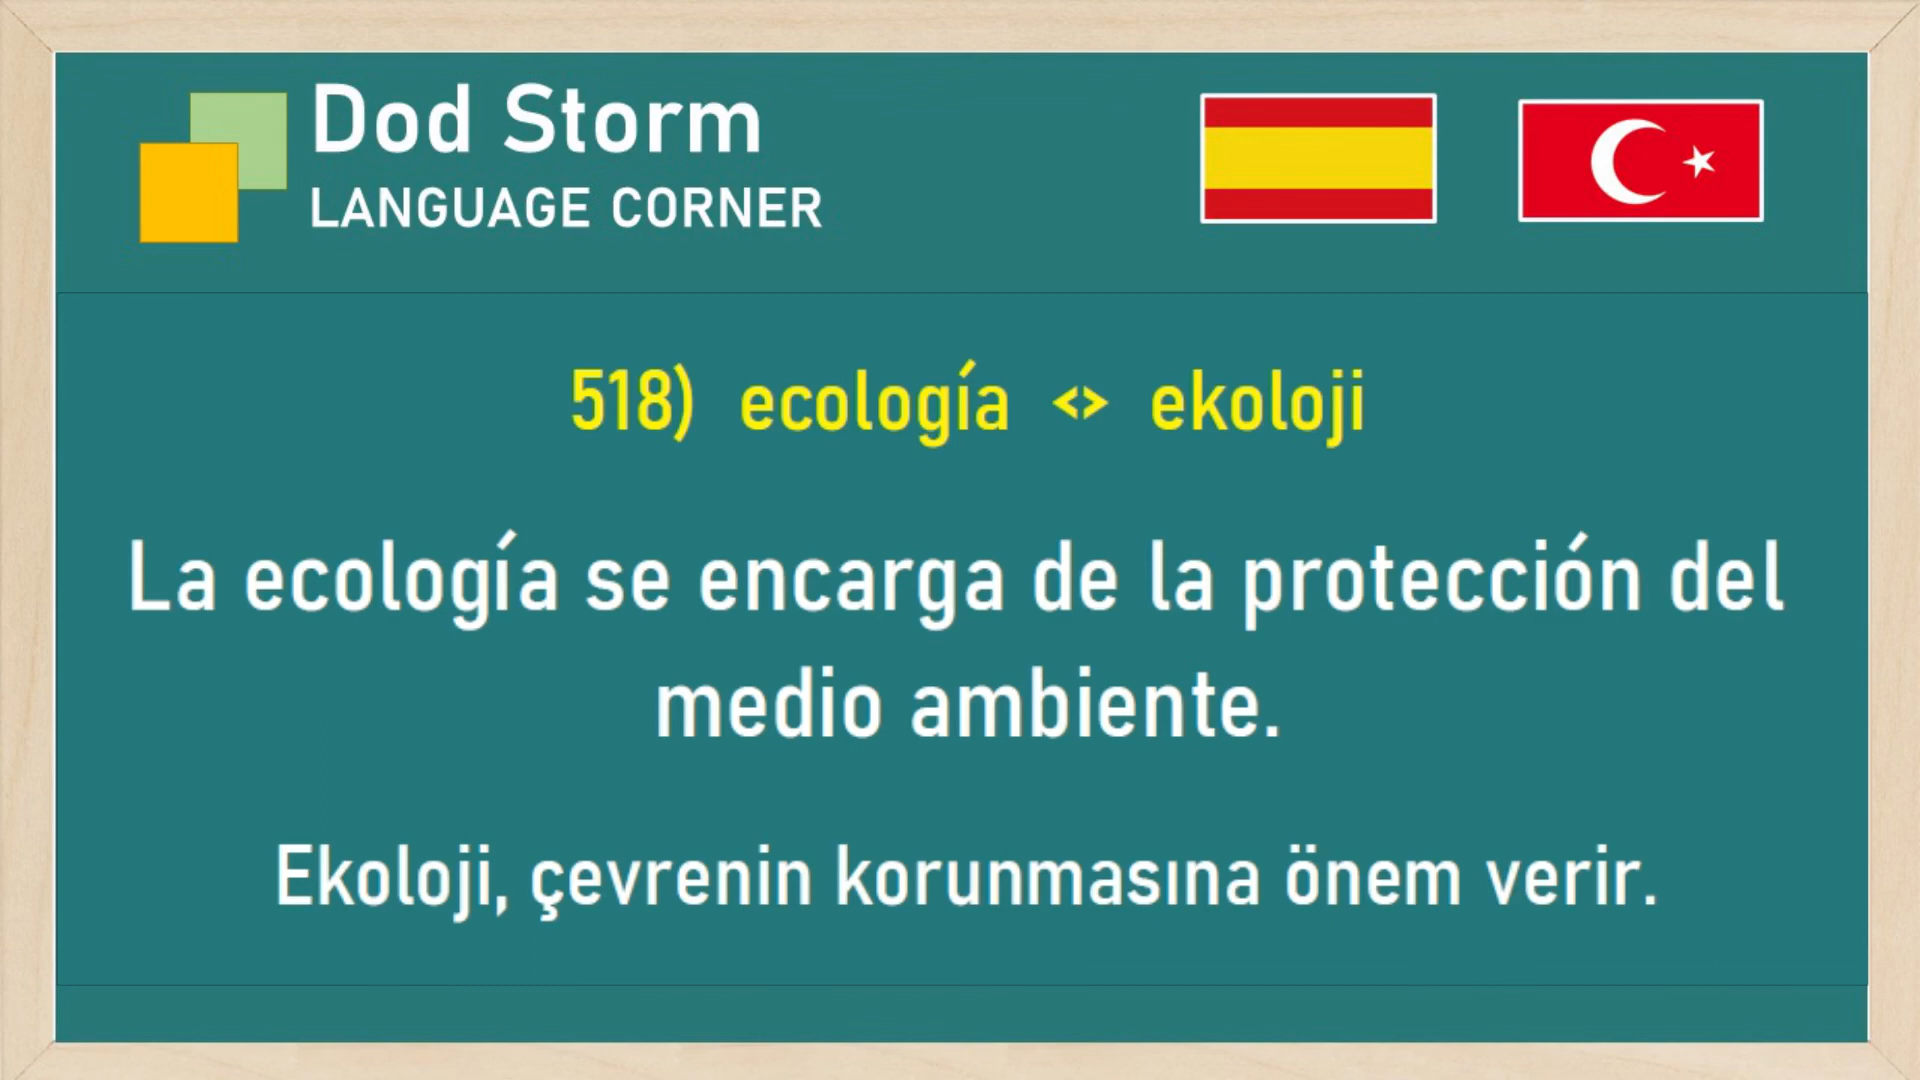 Dod Storm
LANGUAGE CORNER
518) ecología <> ekoloji
La ecología se encarga de la protección del
medio ambiente.
Ekoloji, çevrenin korunmasına önem verir.